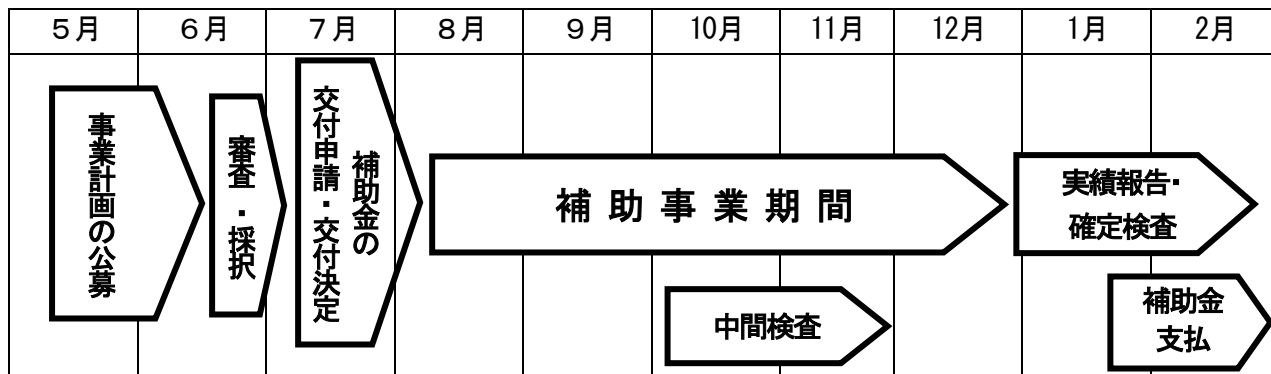 ５月 ６月 ７月 ８月 ９月 10月 11月 12月 1月 2月
事業計画の公募
審査・採択
補助金の
交付申請・交付決定
補助事業期間
実績報告・
確定検査
中間検査
補助金
支払